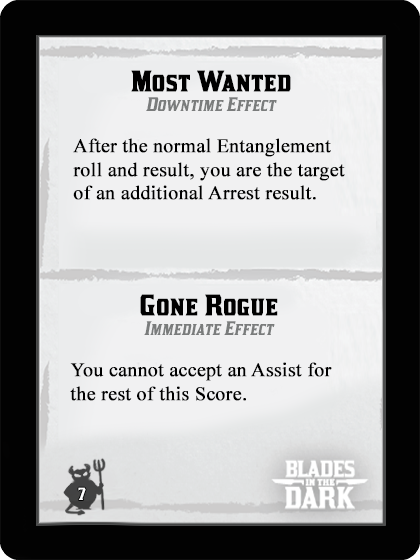 Most Wanted
Downtime Effect
After the normal Entanglement
roll and result, you are the target
of an additional Arrest result.
Gone Rogue
Immediate Effect
You cannot accept an Assist for
the rest of this Score.
7
BLADES
IN THE
DARK